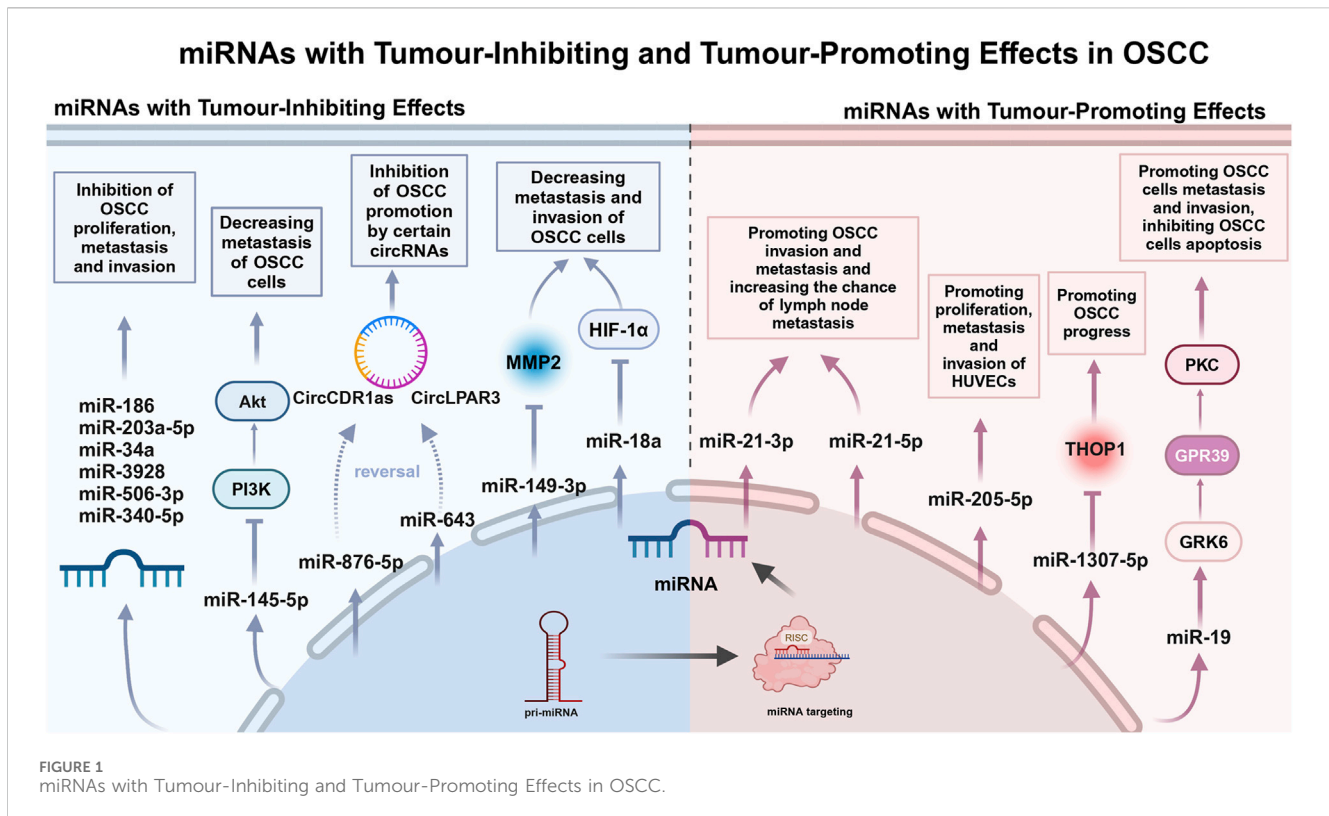 miRNAs with Tumour-Inhibiting and Tumour-Promoting Effects in OSCC
miRNAs with Tumour-Inhibiting Effects
miRNAs with Tumour-Promoting Effects
Inhibition of
OSCC
proliferation,
metastasis
and invasion
Decreasing
metastasis
of OSCC
cells
Inhibition
of OSCC
promotion
by certain
circRNAs
Decreasing
metastasis and
invasion of
OSCC cells
Promoting OSCC
invasion and
metastasis and
increasing the chance
of lymph node
metastasis
Promoting
proliferation,
metastasis
and
invasion of
HUVECs
Promoting
OSCC
progress
Promoting OSCC
cells metastasis
and invasion,
inhibiting OSCC
cells apoptosis
miR-186
miR-203a-5p
miR-34a
miR-3928
miR-506-3p
miR-340-5p
Akt
PI3K
miR-145-5p
CircCDR1as
CircLPAR3
reversal
miR-876-5p
miR-643
MMP2
miR-149-3p
HIF-1α
miR-18a
miR-21-3p
miR-21-5p
miR-205-5p
THOP1
miR-1307-5p
PKC
GPR39
GRK6
miR-19
miRNA
pri-miRNA
RISC
miRNA targeting
FIGURE 1
miRNAs with Tumour-Inhibiting and Tumour-Promoting Effects in OSCC.